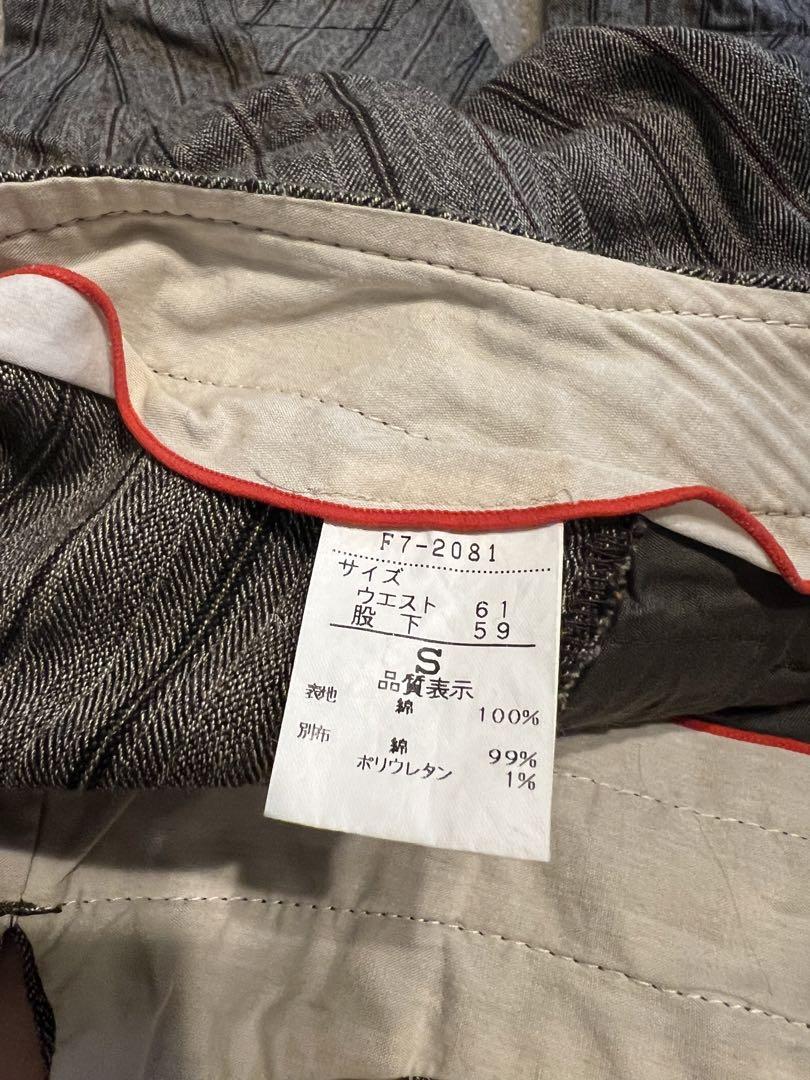 F7-2081
サイズ
ウエスト 61
股下 59
S
品質表示
表地 綿 100%
別布 綿 99%
ポリウレタン 1%